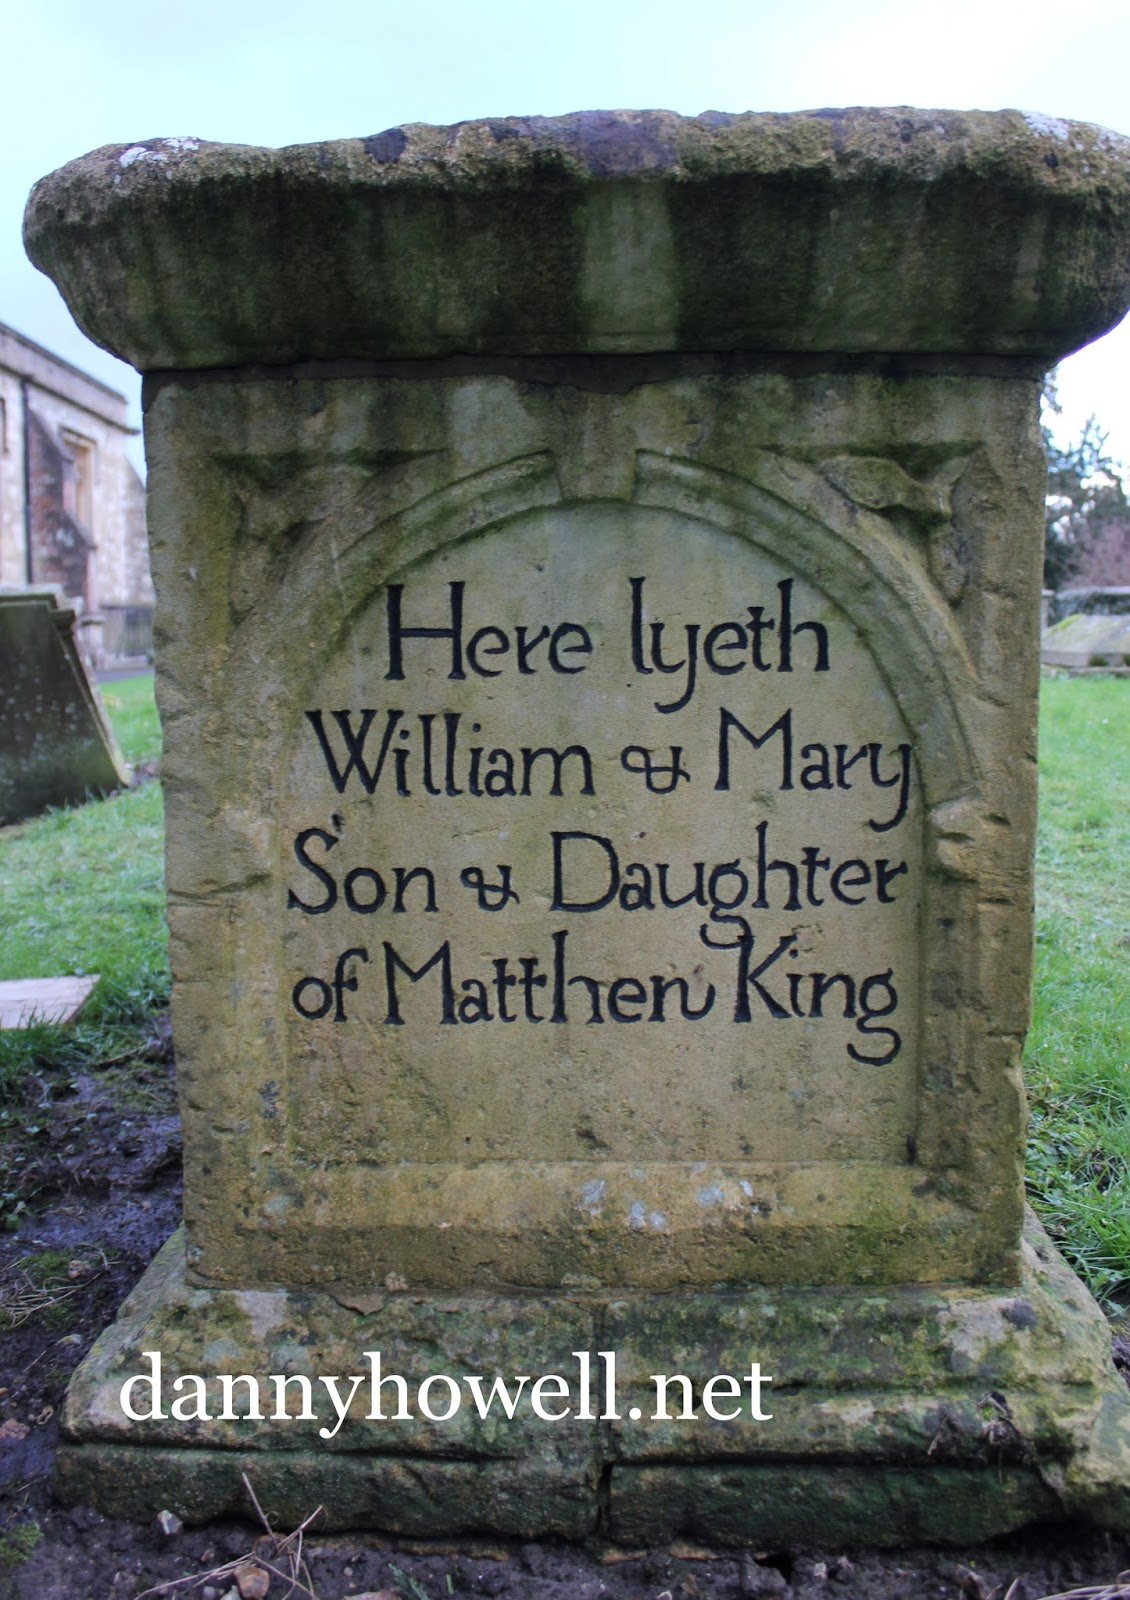 Here lyeth
William & Mary
Son & Daughter
of Matthew King
dannyhowell.net